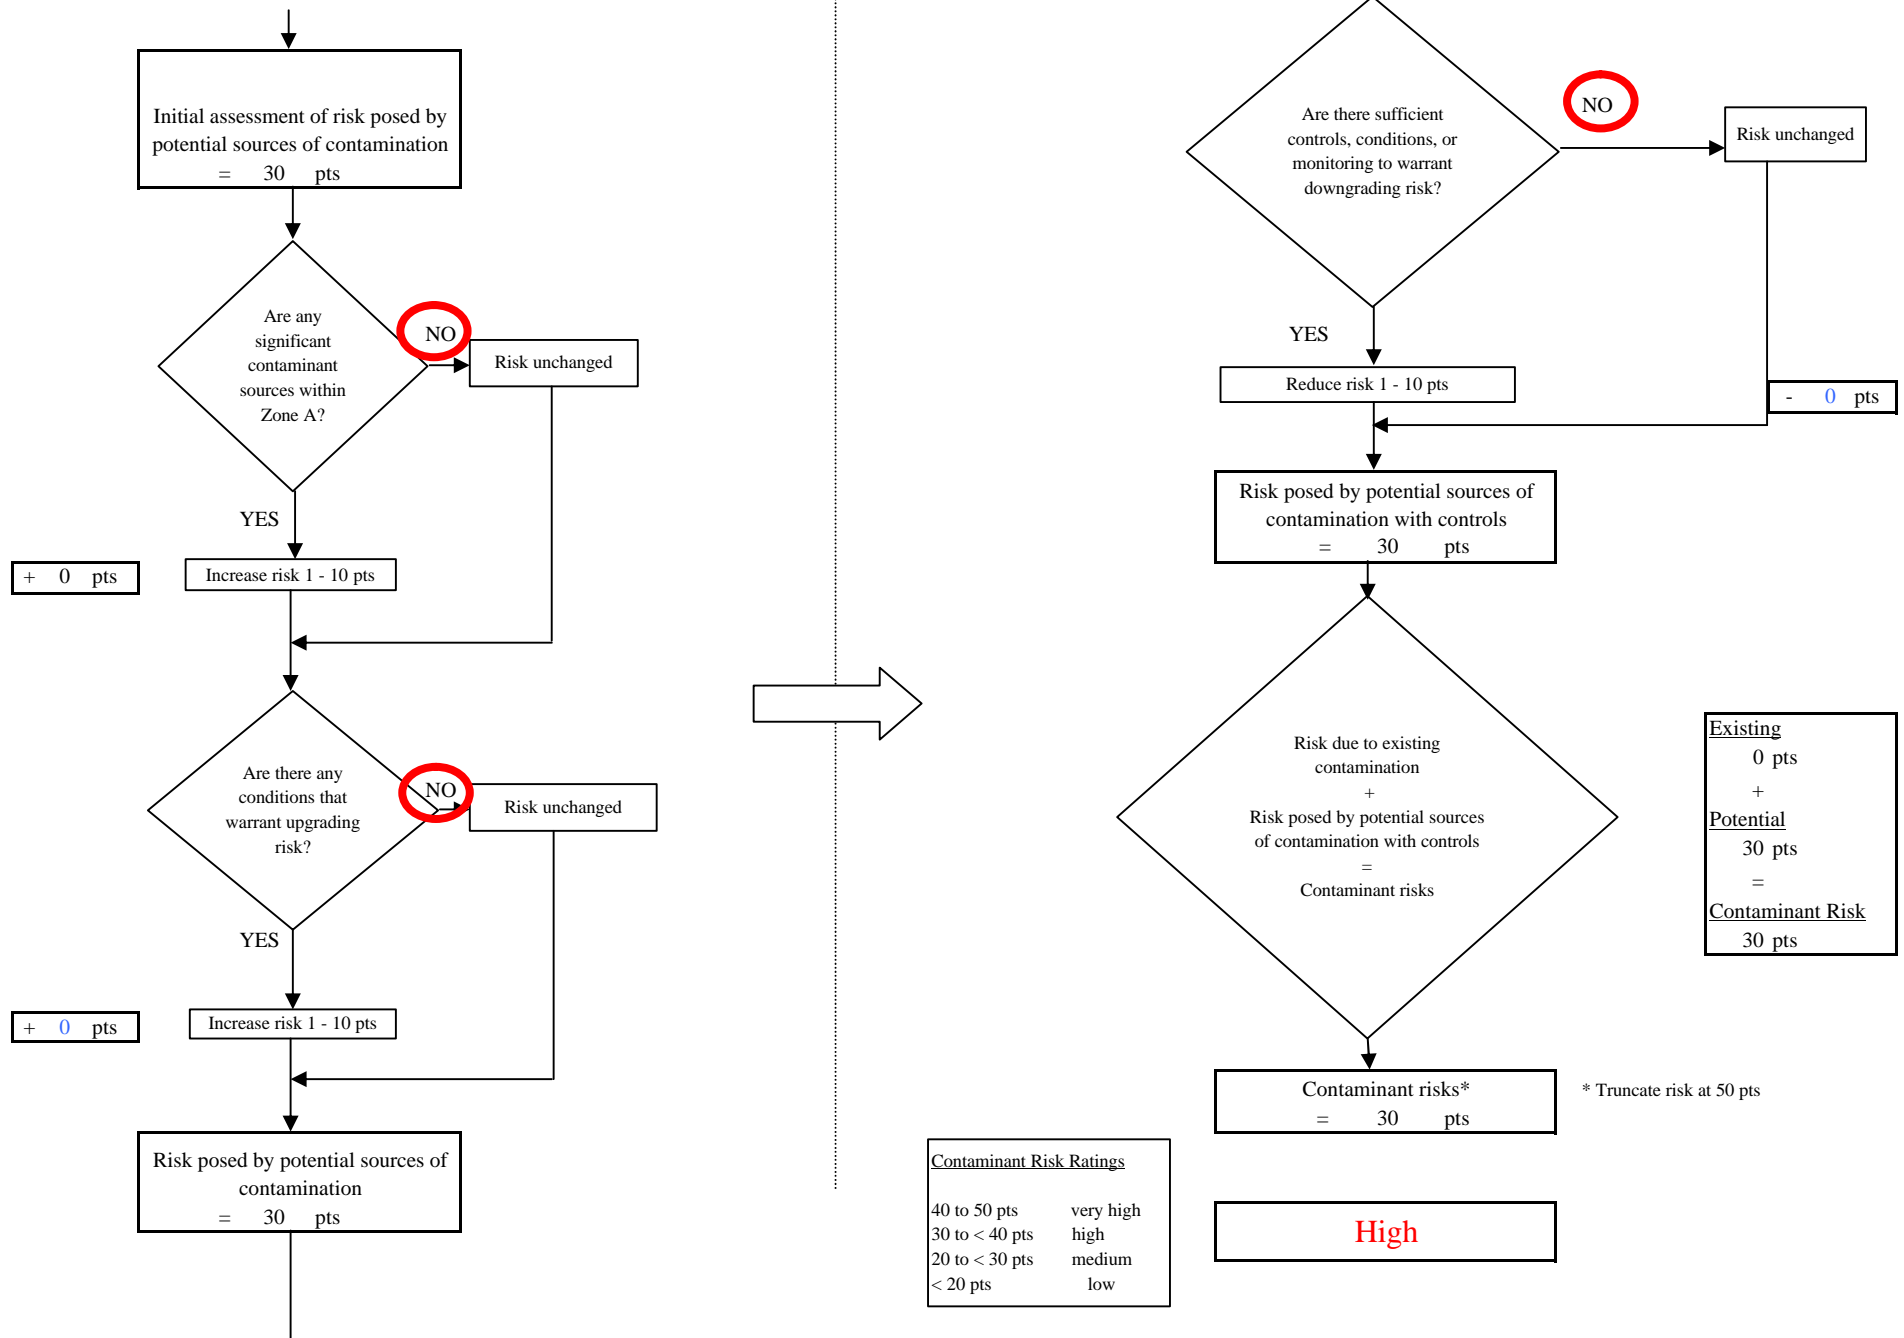 Initial assessment of risk posed by
potential sources of contamination
= 30 pts
Are any
significant
contaminant
sources within
Zone A?
NO
Risk unchanged
YES
+ 0 pts
Increase risk 1 - 10 pts
Are there any
conditions that
warrant upgrading
risk?
NO
Risk unchanged
YES
+ 0 pts
Increase risk 1 - 10 pts
Risk posed by potential sources of
contamination
= 30 pts
Are there sufficient
controls, conditions, or
monitoring to warrant
downgrading risk?
NO
Risk unchanged
YES
Reduce risk 1 - 10 pts
- 0 pts
Risk posed by potential sources of
contamination with controls
= 30 pts
Risk due to existing
contamination
+
Risk posed by potential sources
of contamination with controls
=
Contaminant risks
Existing
0 pts
+
Potential
30 pts
=
Contaminant Risk
30 pts
Contaminant risks*
= 30 pts
* Truncate risk at 50 pts
Contaminant Risk Ratings
40 to 50 pts very high
30 to < 40 pts high
20 to < 30 pts medium
< 20 pts low
High